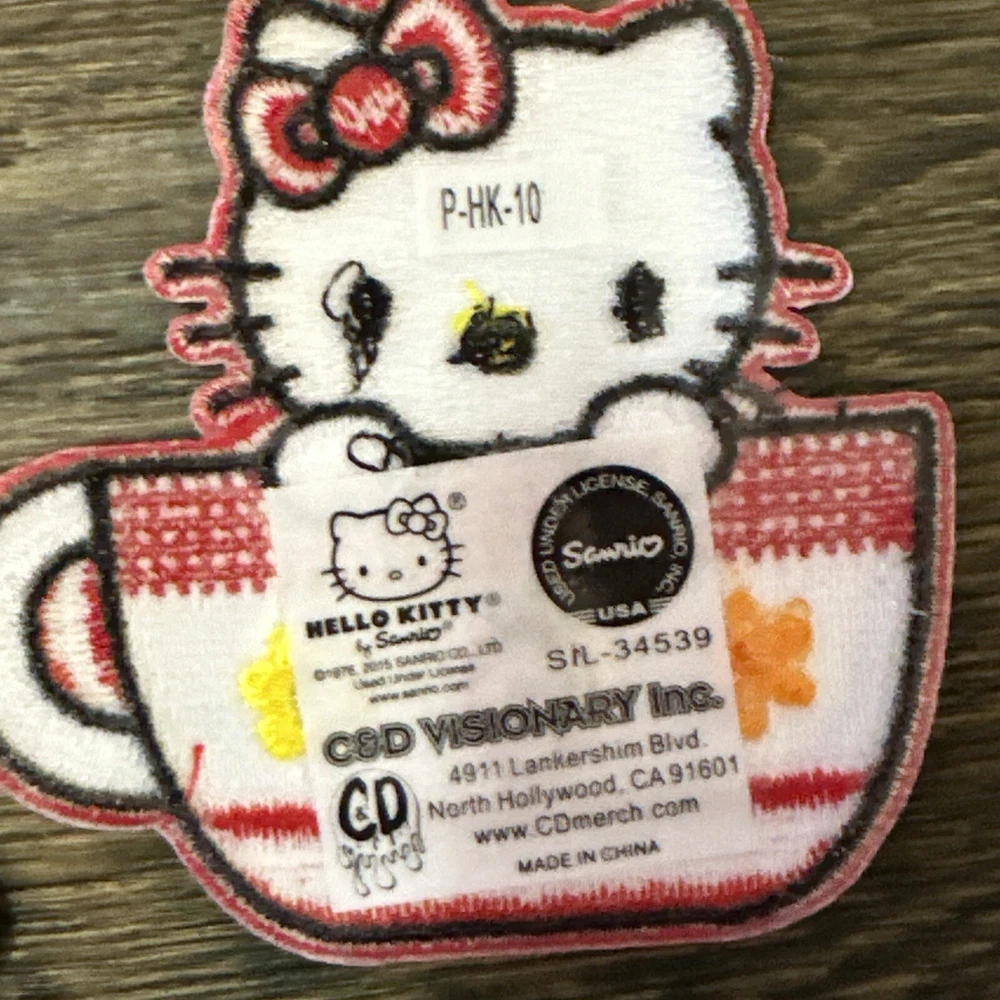 P-HK-10
HELLO KITTY®
by Sanrio®
©1976, 2015 SANRIO CO., LTD.
Used Under License
www.sanrio.com
USED UNDER LICENSE, SANRIO, INC.
Sanrio
USA
SIL-34539
C&D VISIONARY Inc.
C&D
4911 Lankershim Blvd.
North Hollywood, CA 91601
www.CDmerch.com
MADE IN CHINA